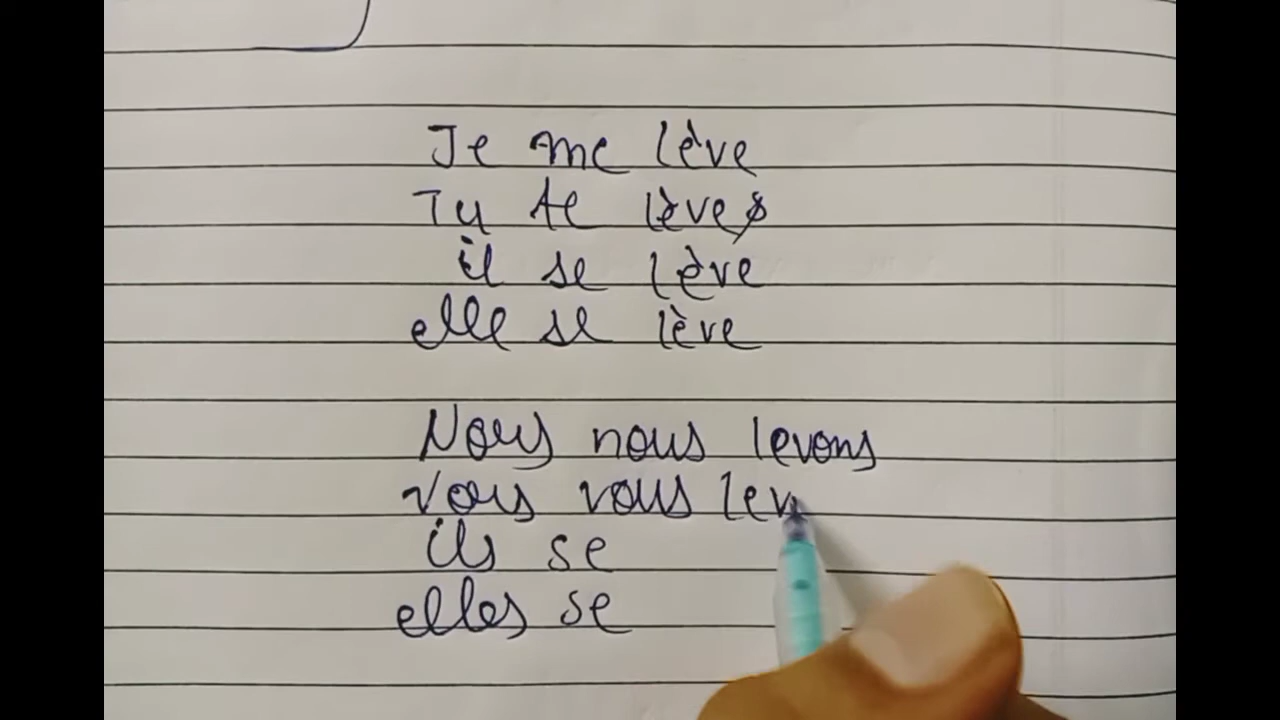 Je me lève
Tu te lèves
il se lève
elle se lève
Nous nous levons
Vous vous lev
ils se
elles se